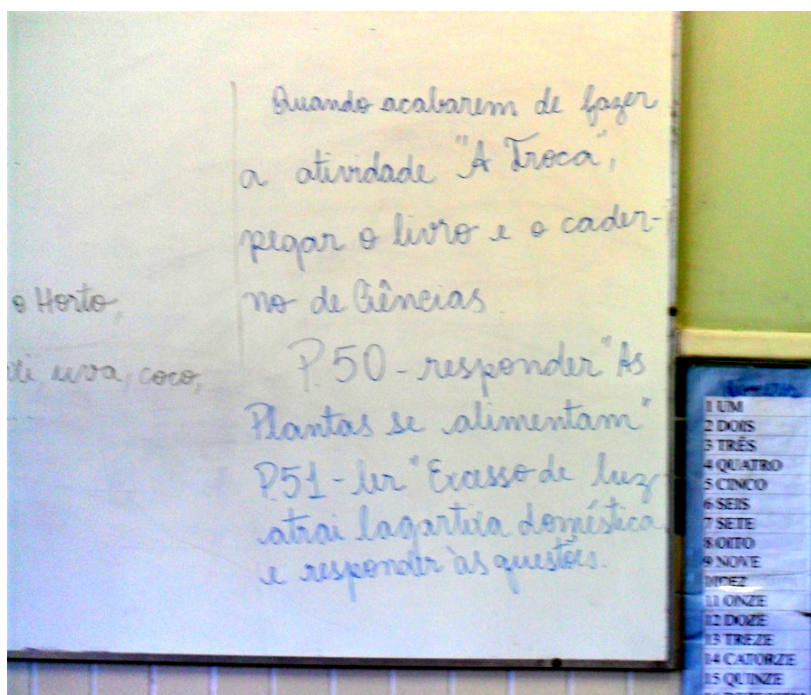 o Horto,
uva, coco,
Quando acabarem de fazer
a atividade "A Troca",
pegar o livro e o cader-
no de Ciências.
P.50 - responder "As
Plantas se alimentam"
P.51 - ler "Excesso de luz
atrai lagartixa doméstica
e responder às questões.
1 UM
2 DOIS
3 TRÊS
4 QUATRO
5 CINCO
6 SEIS
7 SETE
8 OITO
9 NOVE
10 DEZ
11 ONZE
12 DOZE
13 TREZE
14 CATORZE
15 QUINZE